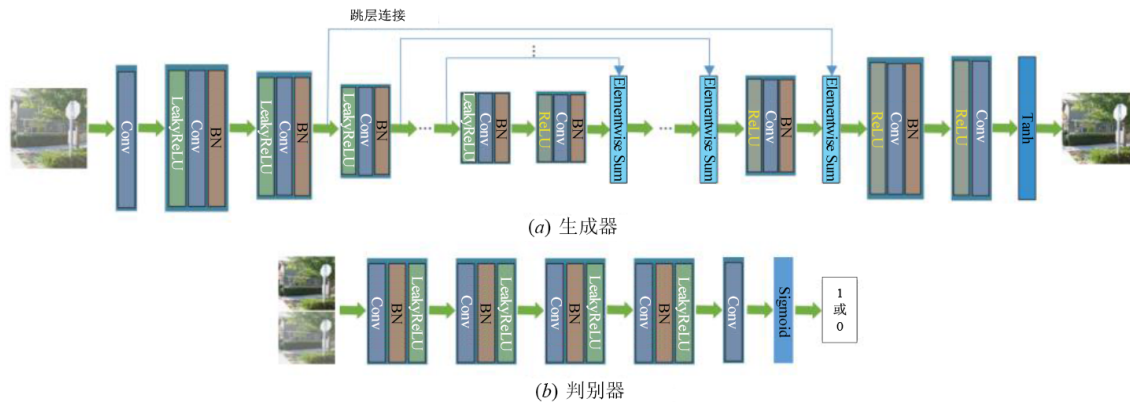 跳层连接
⋮
Conv
LeakyReLU
Conv
BN
LeakyReLU
Conv
BN
LeakyReLU
Conv
BN
···
LeakyReLU
Conv
BN
ReLU
Conv
BN
Elementwise Sum
···
Elementwise Sum
ReLU
Conv
BN
Elementwise Sum
ReLU
Conv
BN
ReLU
Conv
Tanh
(a) 生成器
Conv
BN
LeakyReLU
Conv
BN
LeakyReLU
Conv
BN
LeakyReLU
Conv
BN
LeakyReLU
Conv
Sigmoid
1
或
0
(b) 判别器